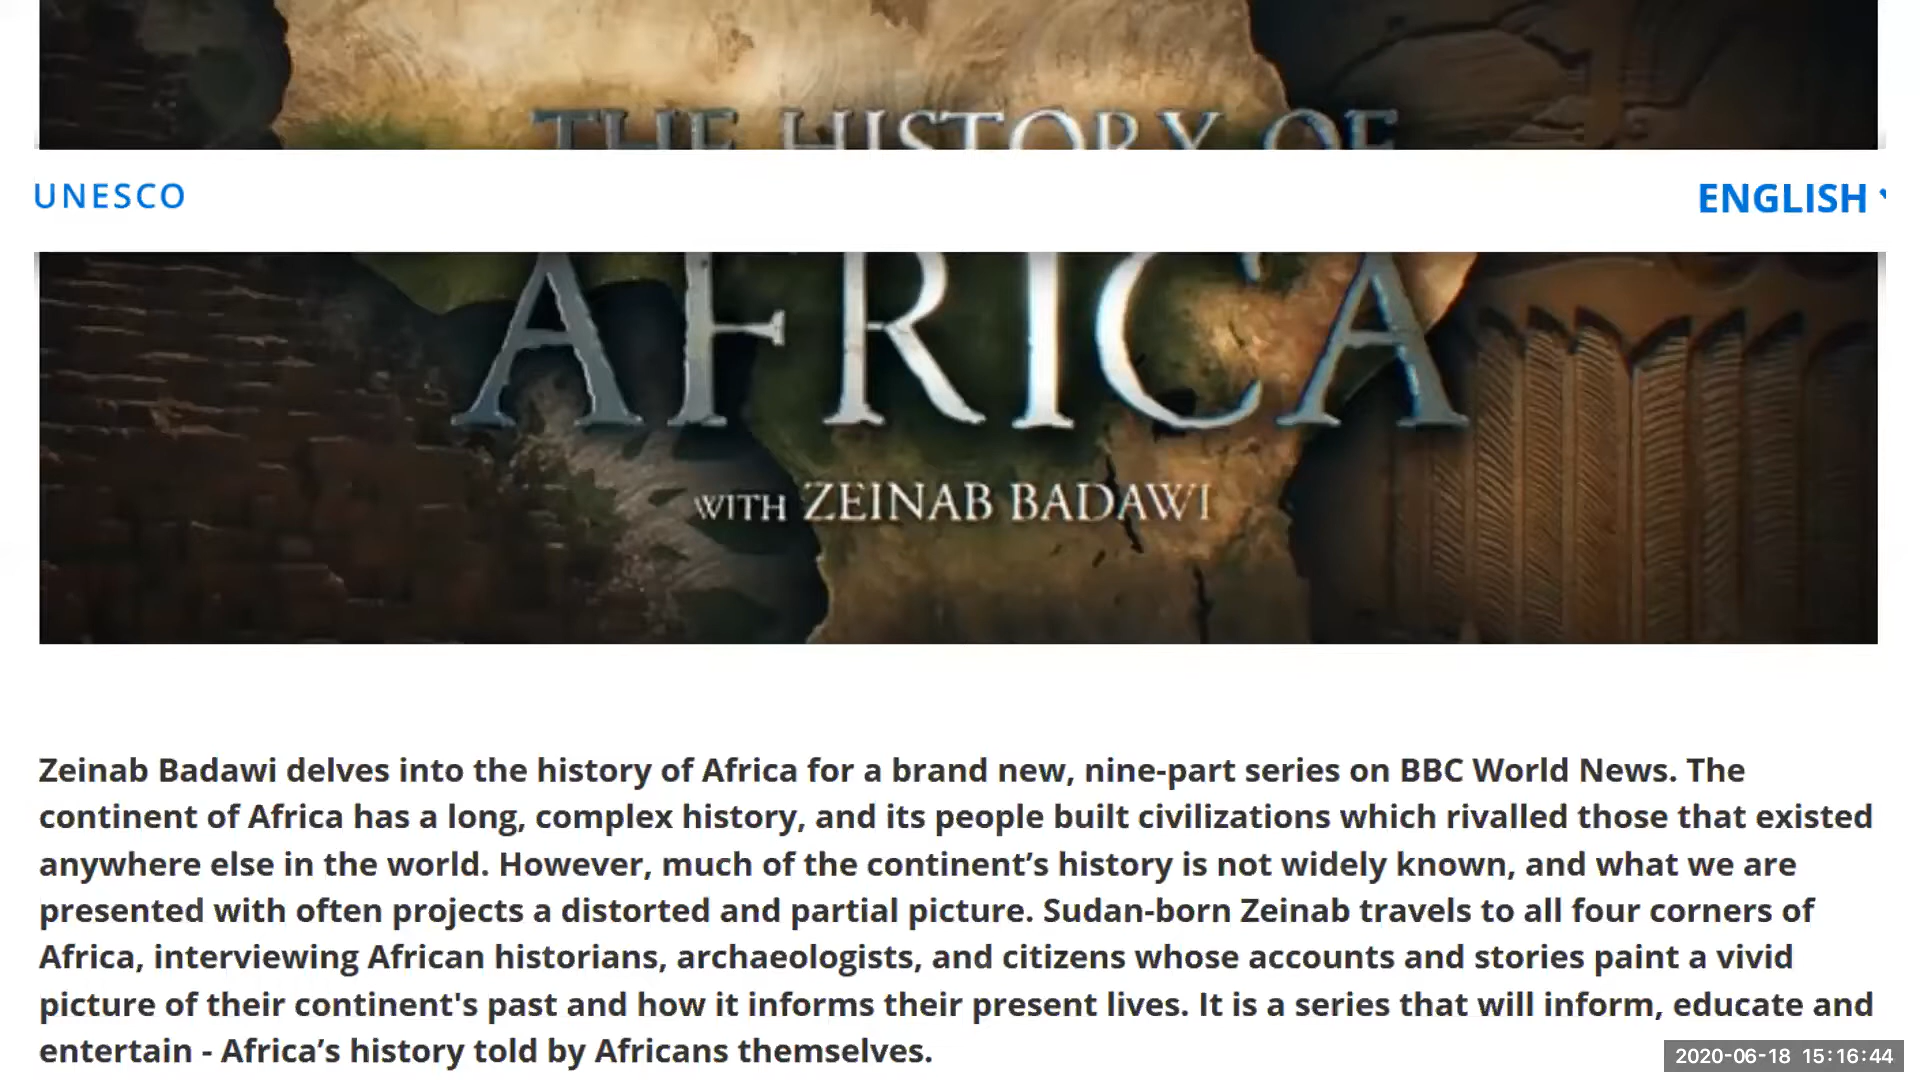 THE HISTORY OF
UNESCO
ENGLISH
AFRICA
WITH ZEINAB BADAWI
Zeinab Badawi delves into the history of Africa for a brand new, nine-part series on BBC World News. The
continent of Africa has a long, complex history, and its people built civilizations which rivalled those that existed
anywhere else in the world. However, much of the continent’s history is not widely known, and what we are
presented with often projects a distorted and partial picture. Sudan-born Zeinab travels to all four corners of
Africa, interviewing African historians, archaeologists, and citizens whose accounts and stories paint a vivid
picture of their continent's past and how it informs their present lives. It is a series that will inform, educate and
entertain - Africa’s history told by Africans themselves.
2020-06-18 15:16:44